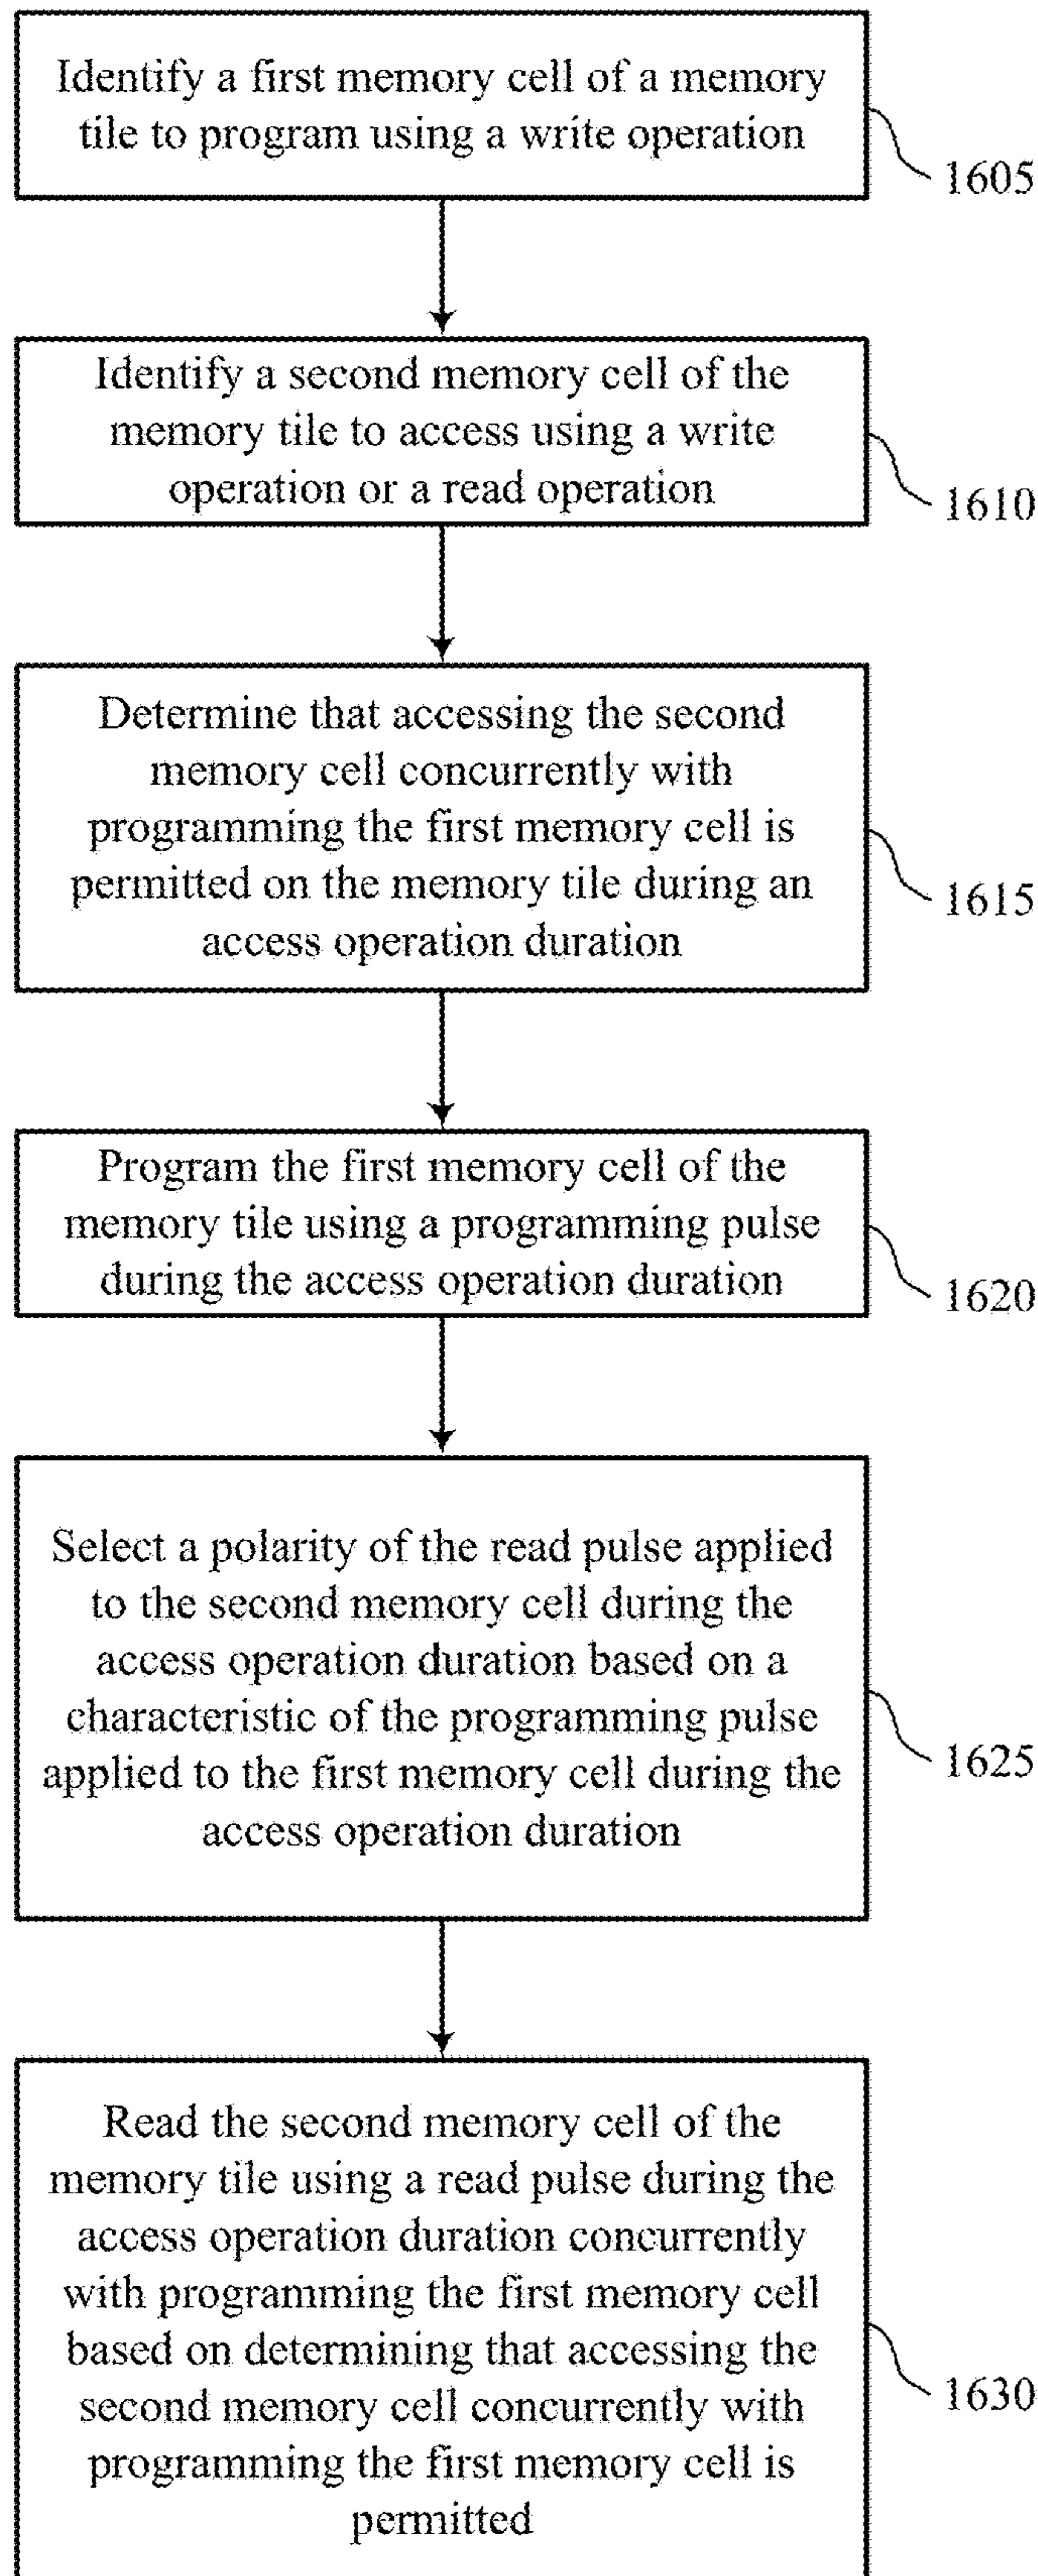 Identify a first memory cell of a memory
tile to program using a write operation
1605
Identify a second memory cell of the
memory tile to access using a write
operation or a read operation
1610
Determine that accessing the second
memory cell concurrently with
programming the first memory cell is
permitted on the memory tile during an
access operation duration
1615
Program the first memory cell of the
memory tile using a programming pulse
during the access operation duration
1620
Select a polarity of the read pulse applied
to the second memory cell during the
access operation duration based on a
characteristic of the programming pulse
applied to the first memory cell during the
access operation duration
1625
Read the second memory cell of the
memory tile using a read pulse during the
access operation duration concurrently
with programming the first memory cell
based on determining that accessing the
second memory cell concurrently with
programming the first memory cell is
permitted
1630